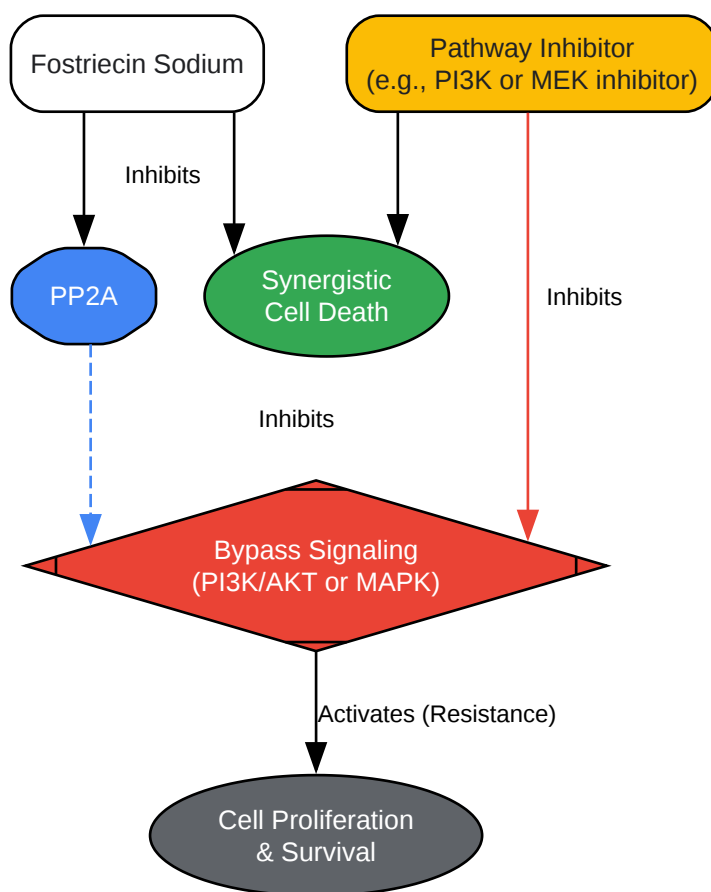 Fostriecin Sodium
Pathway Inhibitor
(e.g., PI3K or MEK inhibitor)
Inhibits
PP2A
Synergistic
Cell Death
Inhibits
Inhibits
Bypass Signaling
(PI3K/AKT or MAPK)
Activates (Resistance)
Cell Proliferation
& Survival